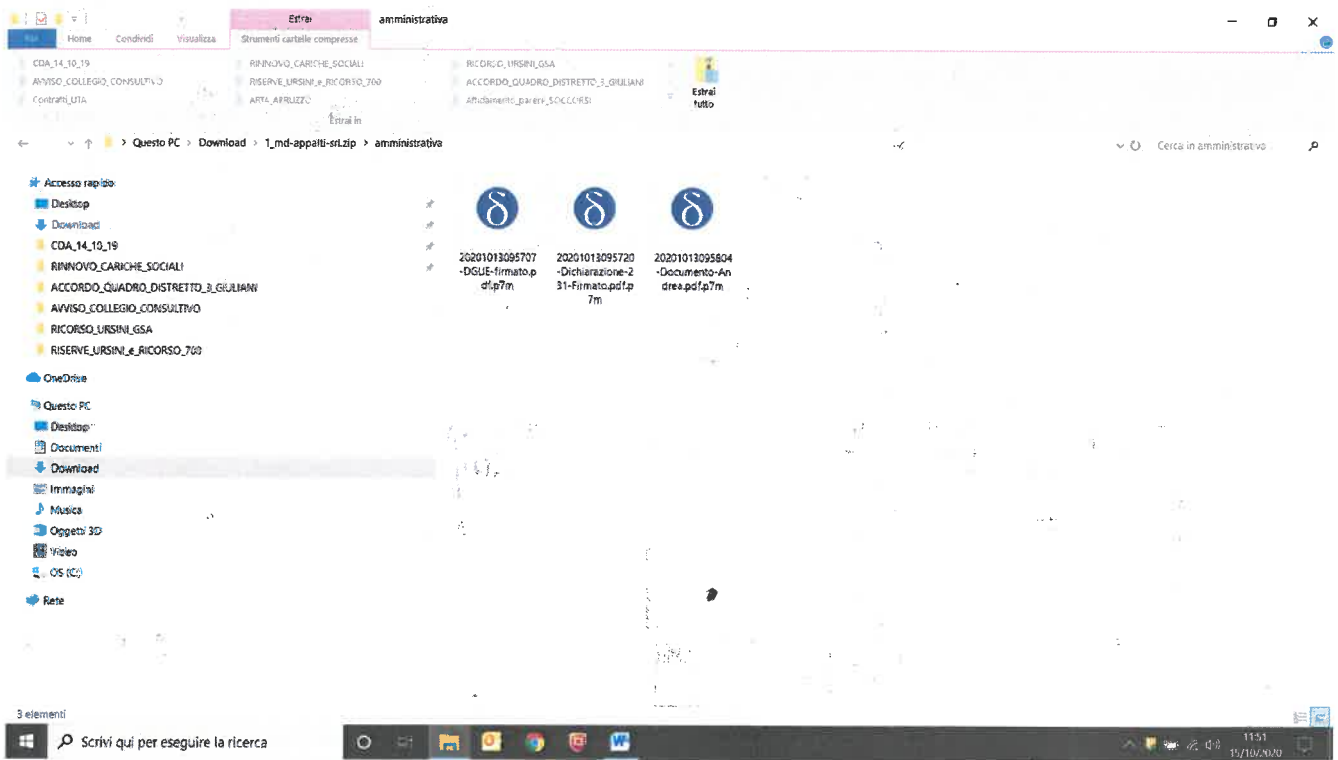 Estrai
amministrativa
File Home Condividi Visualizza Strumenti cartelle compresse
CDA_14_10_19
RINNOVO_CARICHE_SOCIALI
RICORSO_URSINI_GSA
AVVISO_COLLEGIO_CONSULTIVO
RISERVE_URSINI_e_RICORSO_700
ACCORDO_QUADRO_DISTRETTO_3_GIULIANI
Contratti_UTA
ARTA_ABRUZZO
Affidamento_parere_SOCCORSI
Estrai
tutto
Estrai in
> Questo PC > Download > 1_md-appalti-srl.zip > amministrativa
Cerca in amministrativa
Accesso rapido
Desktop
Download
CDA_14_10_19
RINNOVO_CARICHE_SOCIALI
ACCORDO_QUADRO_DISTRETTO_3_GIULIANI
AVVISO_COLLEGIO_CONSULTIVO
RICORSO_URSINI_GSA
RISERVE_URSINI_e_RICORSO_700
OneDrive
Questo PC
Desktop
Documenti
Download
Immagini
Musica
Oggetti 3D
Video
OS (C:)
Rete
20201013095707
-DGUE-firmato.p
df.p7m
20201013095720
-Dichiarazione-2
31-Firmato.pdf.p
7m
20201013095804
-Documento-An
drea.pdf.p7m
3 elementi
Scrivi qui per eseguire la ricerca
11:51
15/10/2020